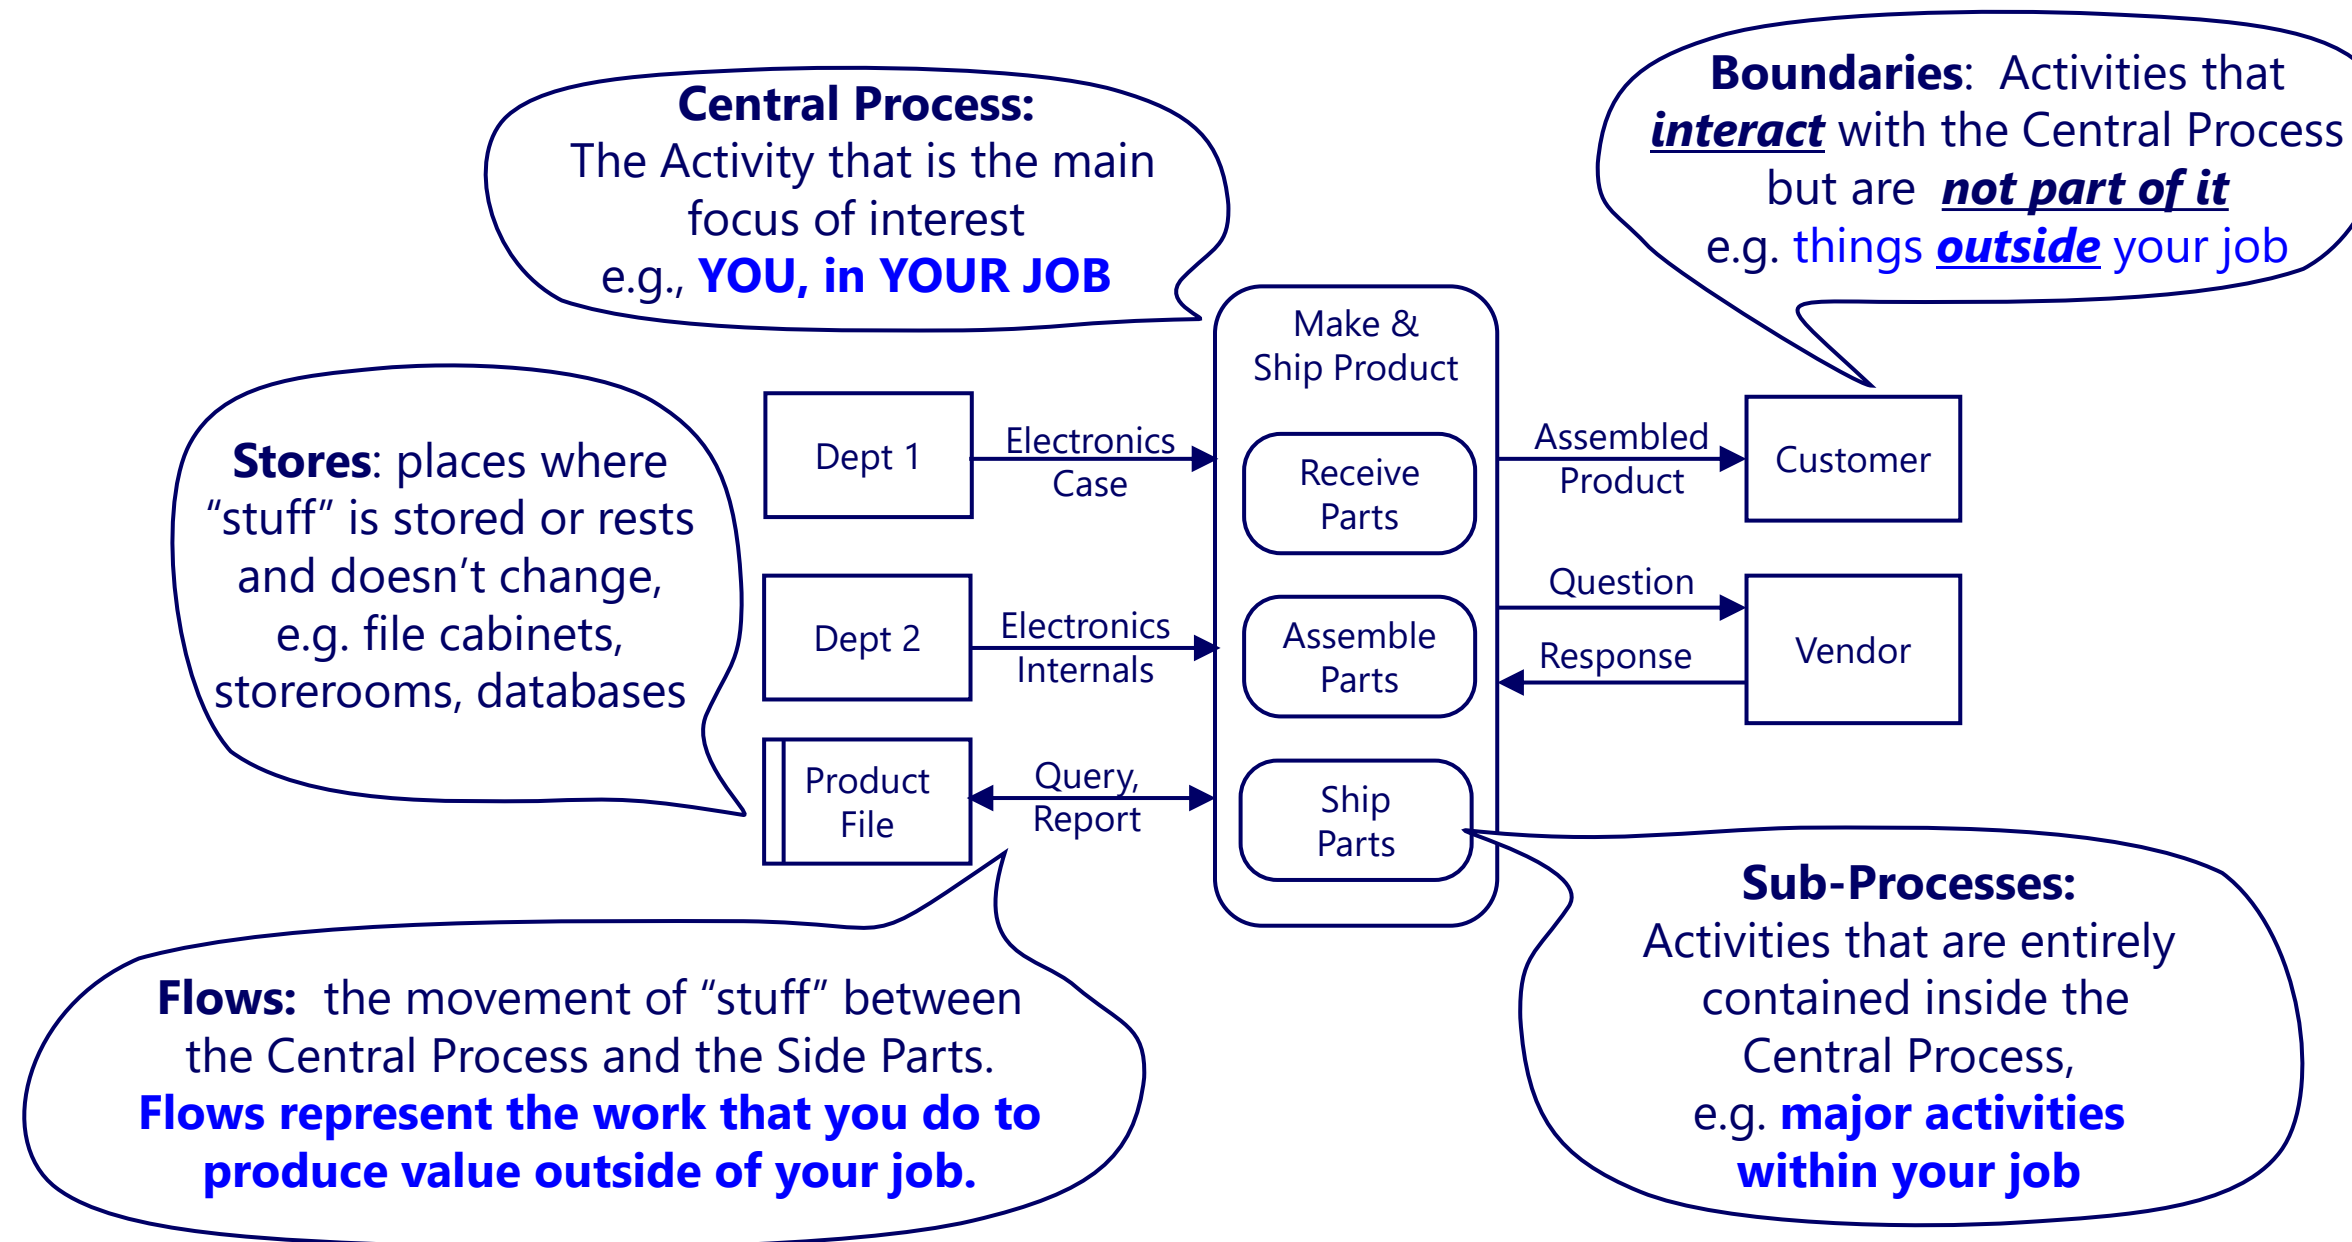 Central Process:
The Activity that is the main
focus of interest
e.g., YOU, in YOUR JOB
Boundaries:  Activities that
interact with the Central Process
but are  not part of it
e.g. things outside your job
Stores: places where
“stuff” is stored or rests
and doesn’t change,
e.g. file cabinets,
storerooms, databases
Dept 1
Electronics
Case
Dept 2
Electronics
Internals
Product
File
Query,
Report
Make &
Ship Product
Receive
Parts
Assemble
Parts
Ship
Parts
Assembled
Product
Customer
Question
Response
Vendor
Flows:  the movement of “stuff” between
the Central Process and the Side Parts.
Flows represent the work that you do to
produce value outside of your job.
Sub-Processes:
Activities that are entirely
contained inside the
Central Process,
e.g. major activities
within your job